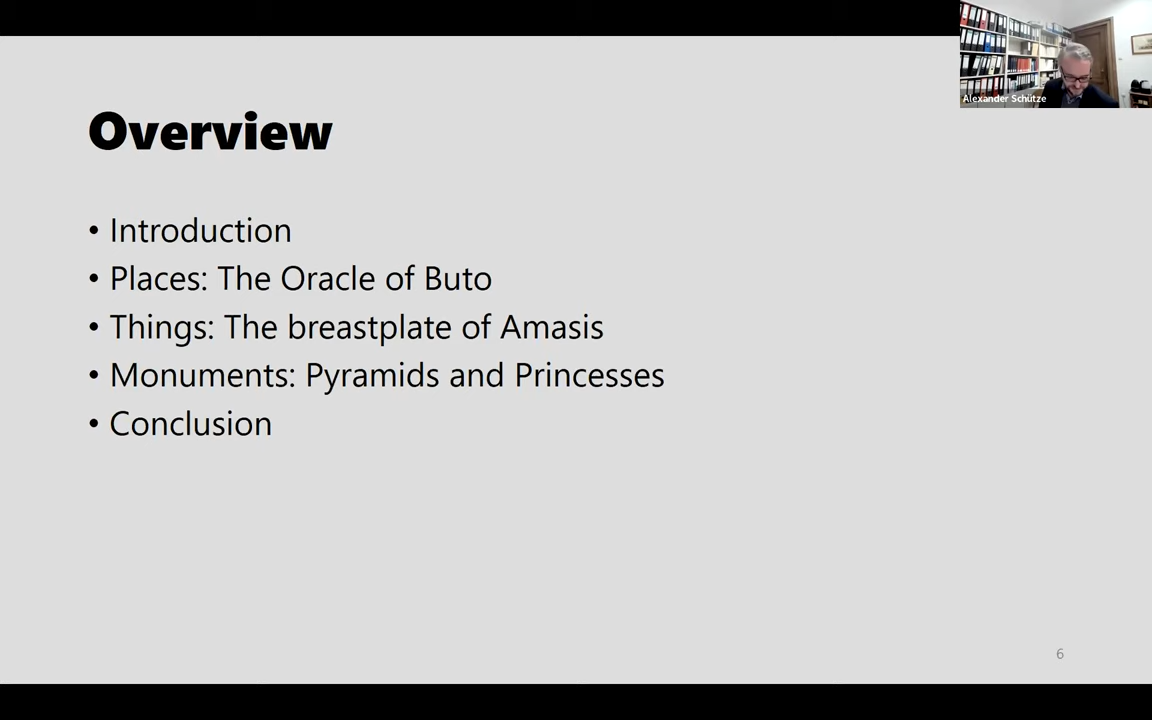 Alexander Schütze
Overview
• Introduction
• Places: The Oracle of Buto
• Things: The breastplate of Amasis
• Monuments: Pyramids and Princesses
• Conclusion
6